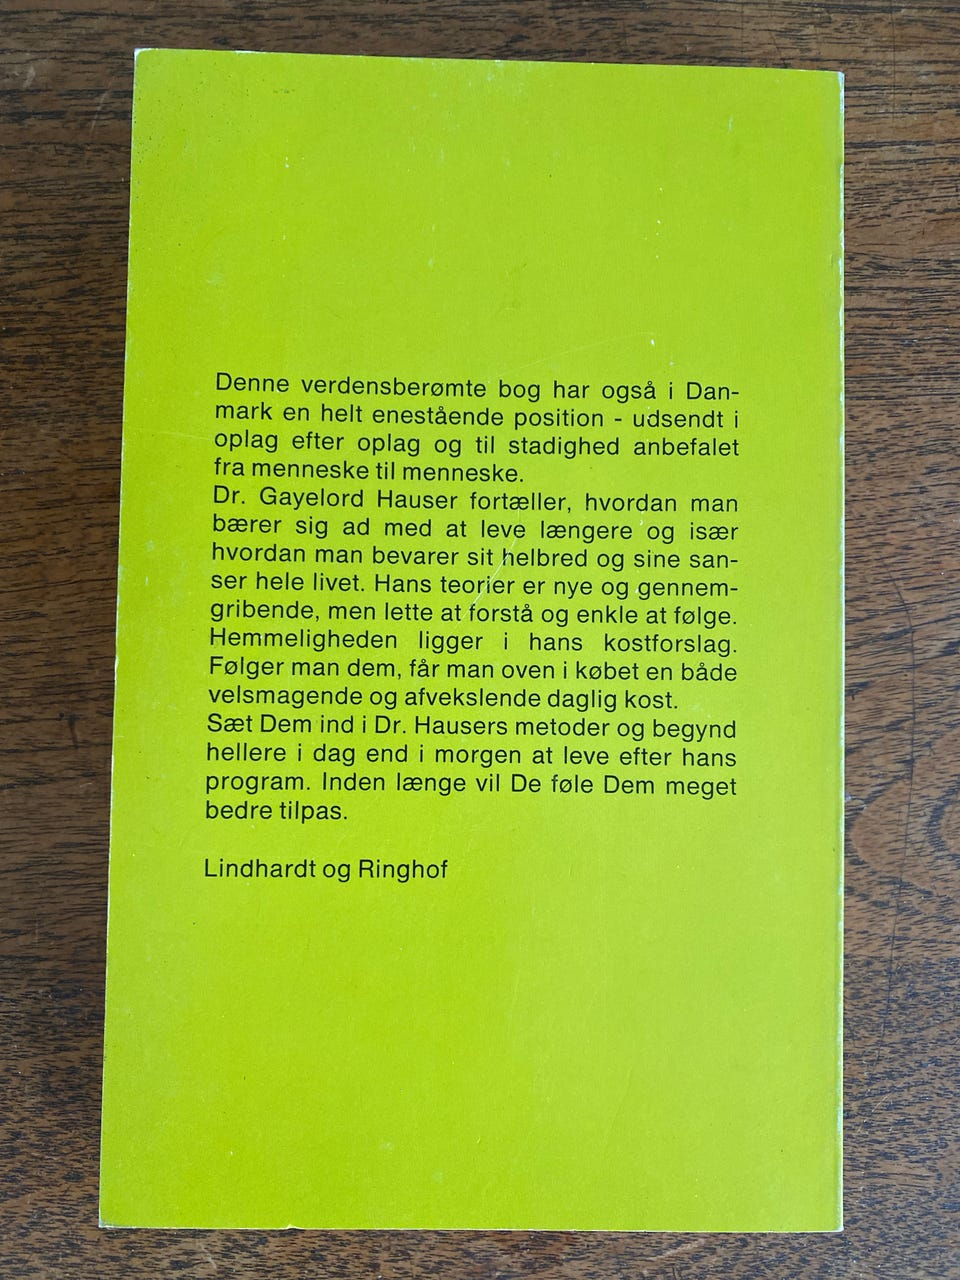 Denne verdensberømte bog har også i Dan-
mark en helt enestående position - udsendt i
oplag efter oplag og til stadighed anbefalet
fra menneske til menneske.
Dr. Gayelord Hauser fortæller, hvordan man
bærer sig ad med at leve længere og især
hvordan man bevarer sit helbred og sine san-
ser hele livet. Hans teorier er nye og gennem-
gribende, men lette at forstå og enkle at følge.
Hemmeligheden ligger i hans kostforslag.
Følger man dem, får man oven i købet en både
velsmagende og afvekslende daglig kost.
Sæt Dem ind i Dr. Hausers metoder og begynd
hellere i dag end i morgen at leve efter hans
program. Inden længe vil De føle Dem meget
bedre tilpas.
Lindhardt og Ringhof